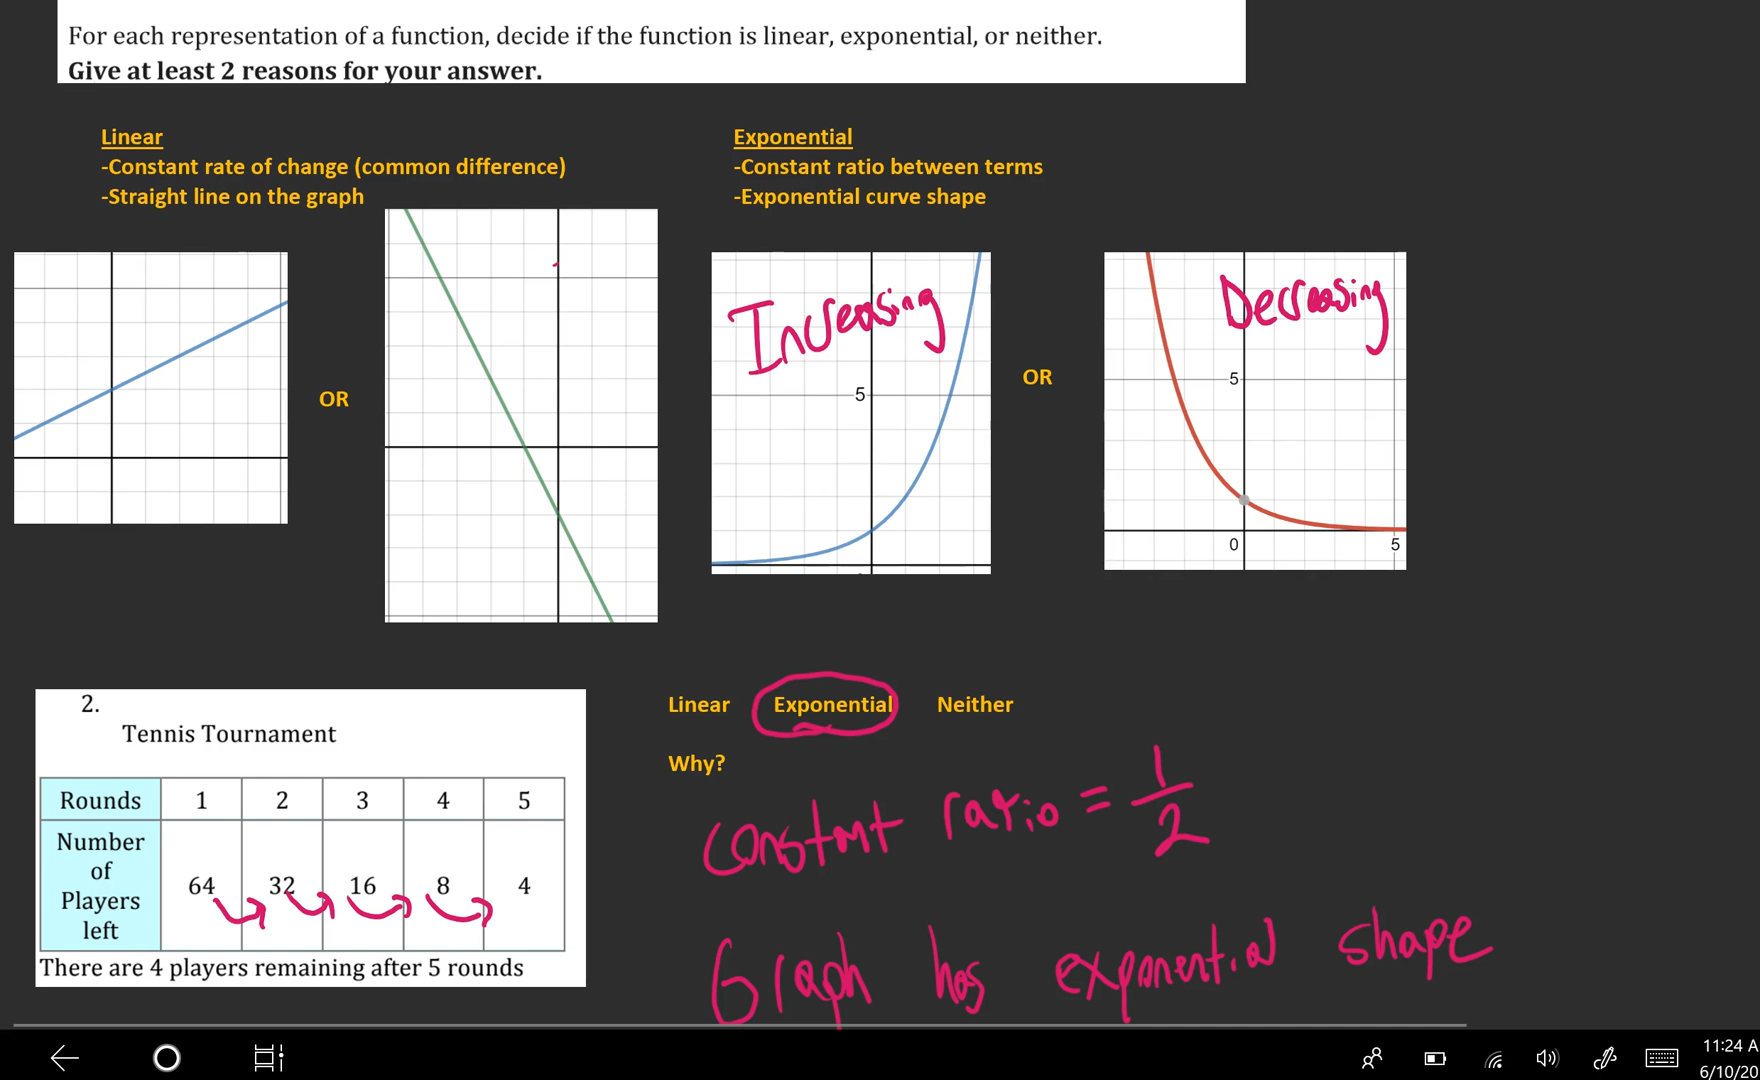 For each representation of a function, decide if the function is linear, exponential, or neither.
Give at least 2 reasons for your answer.
Linear
-Constant rate of change (common difference)
-Straight line on the graph
Exponential
-Constant ratio between terms
-Exponential curve shape
OR
Increasing
5
OR
Decreasing
5
0
5
2.
Tennis Tournament
Rounds 1 2 3 4 5
Number
of
Players
left
64 32 16 8 4
There are 4 players remaining after 5 rounds
Linear Exponential Neither
Why?
constant ratio = 1/2
Graph has exponential shape
11:24 A
6/10/20